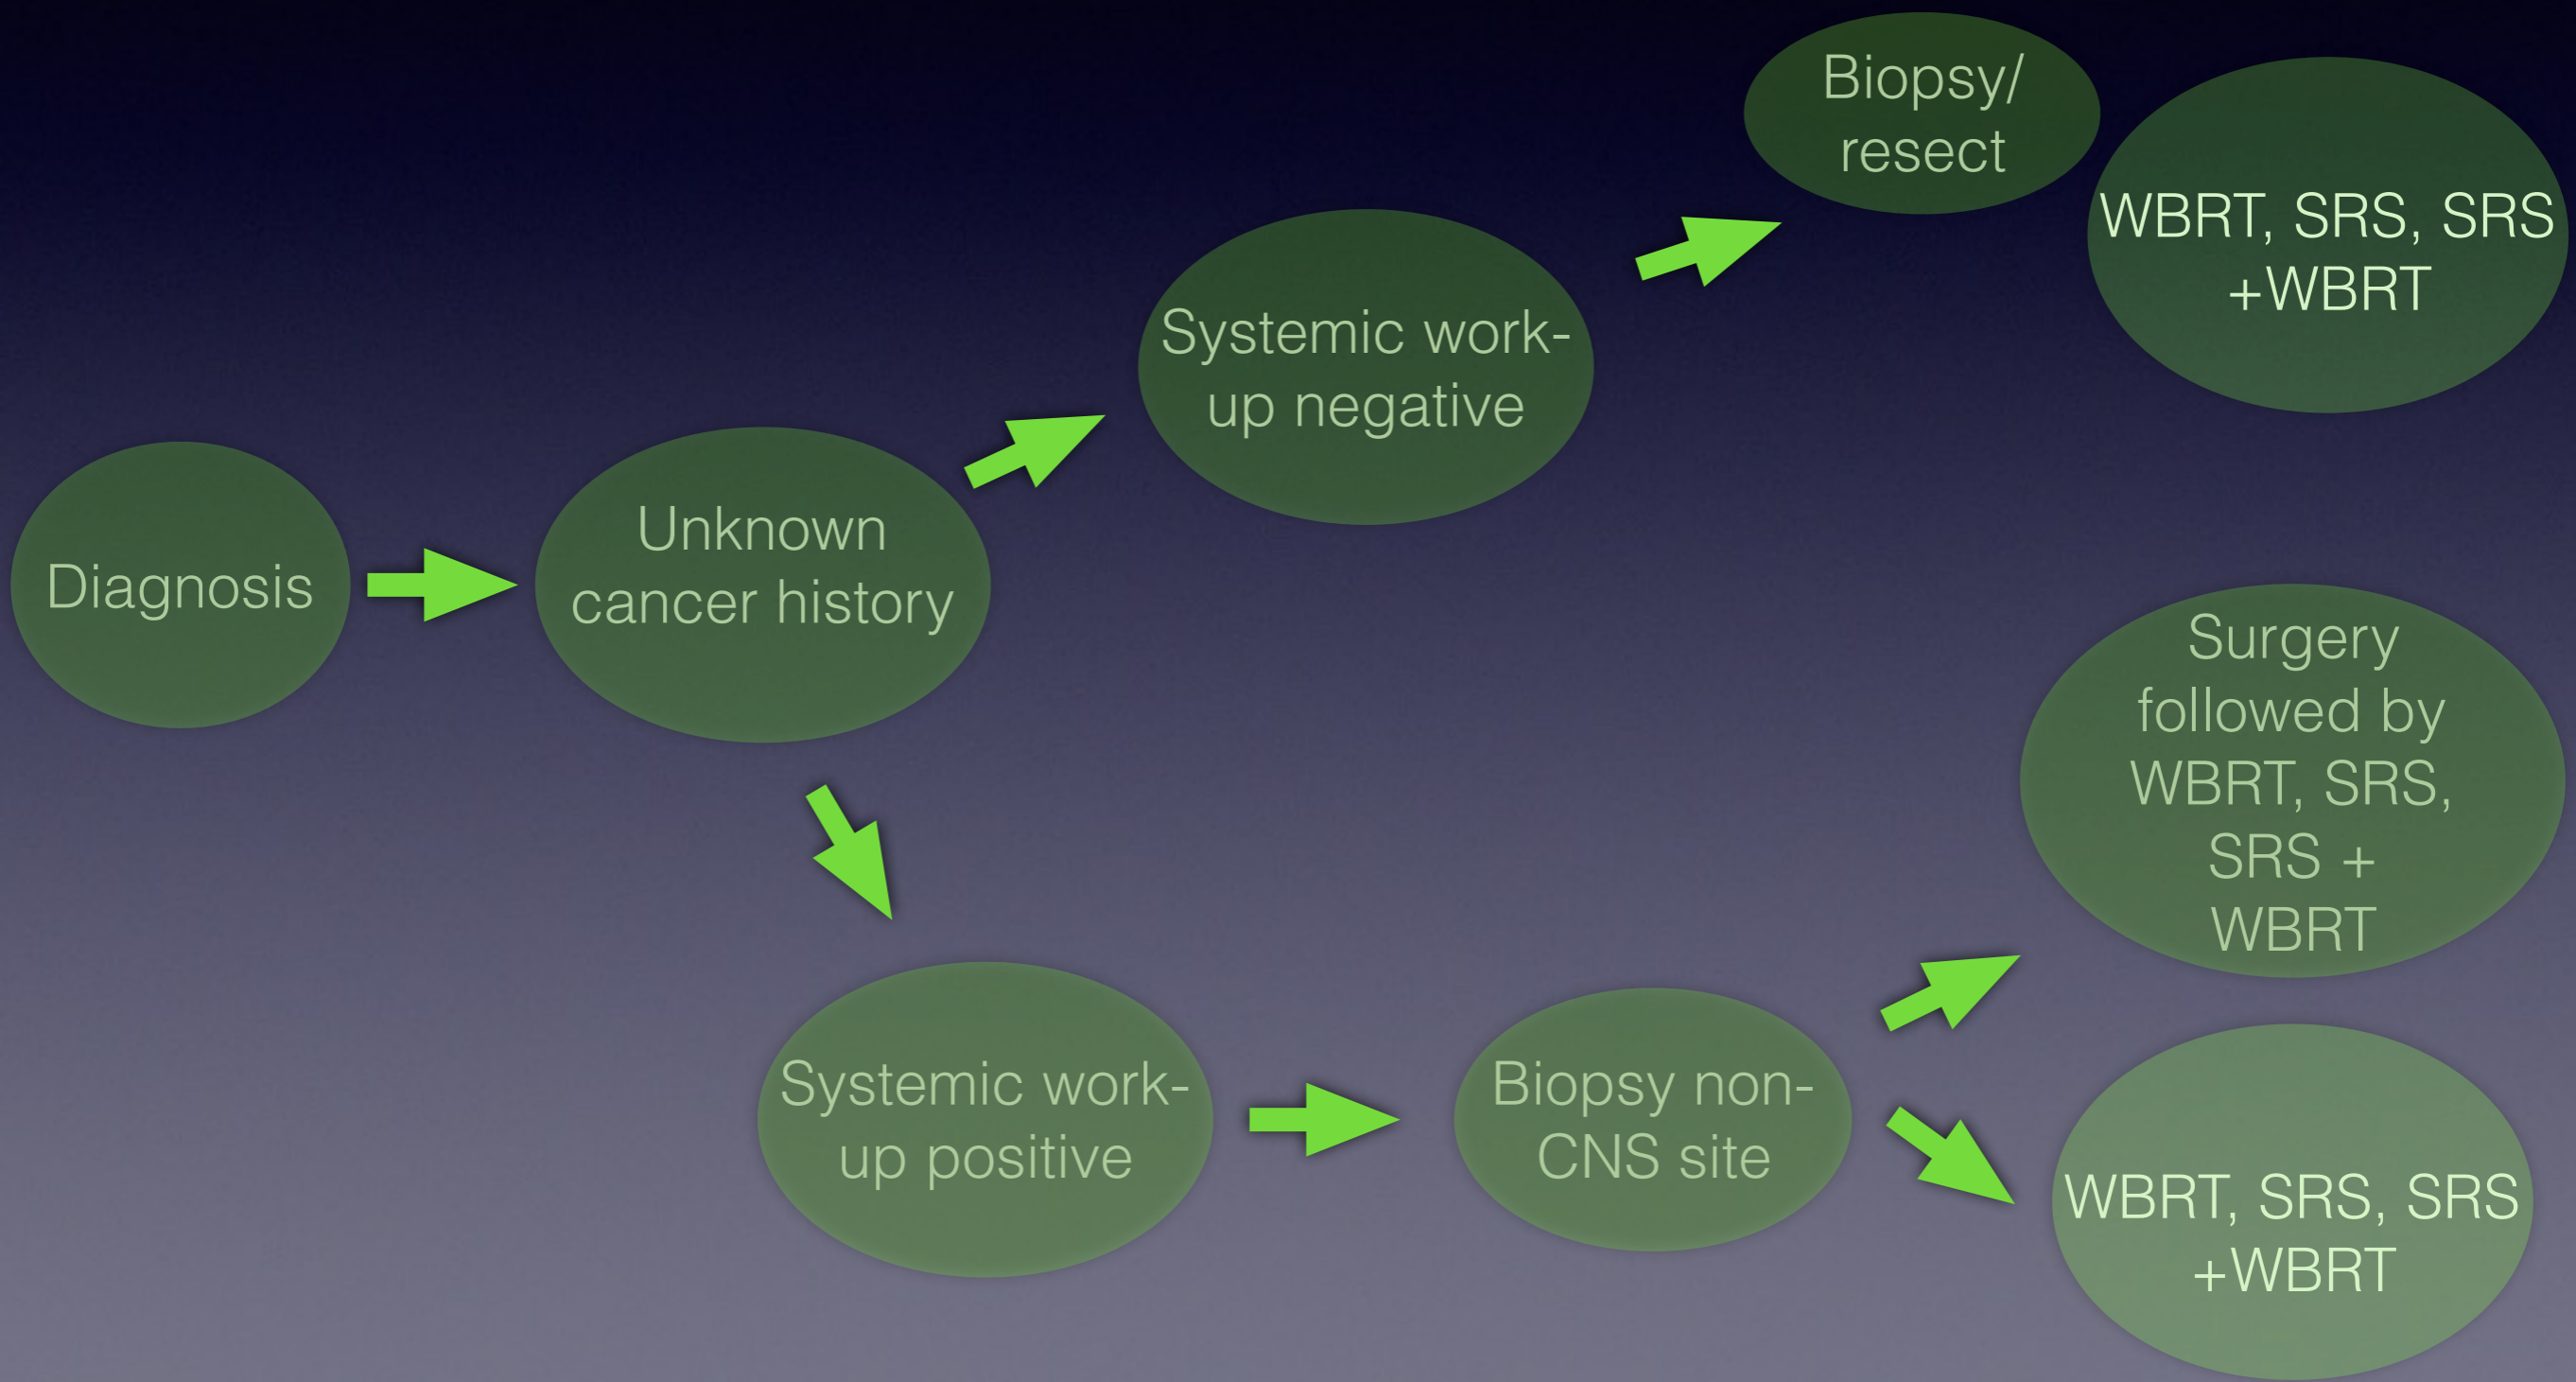 Diagnosis
Unknown
cancer history
Systemic work-
up negative
Biopsy/
resect
WBRT, SRS, SRS
+WBRT
Systemic work-
up positive
Biopsy non-
CNS site
Surgery
followed by
WBRT, SRS,
SRS +
WBRT
WBRT, SRS, SRS
+WBRT